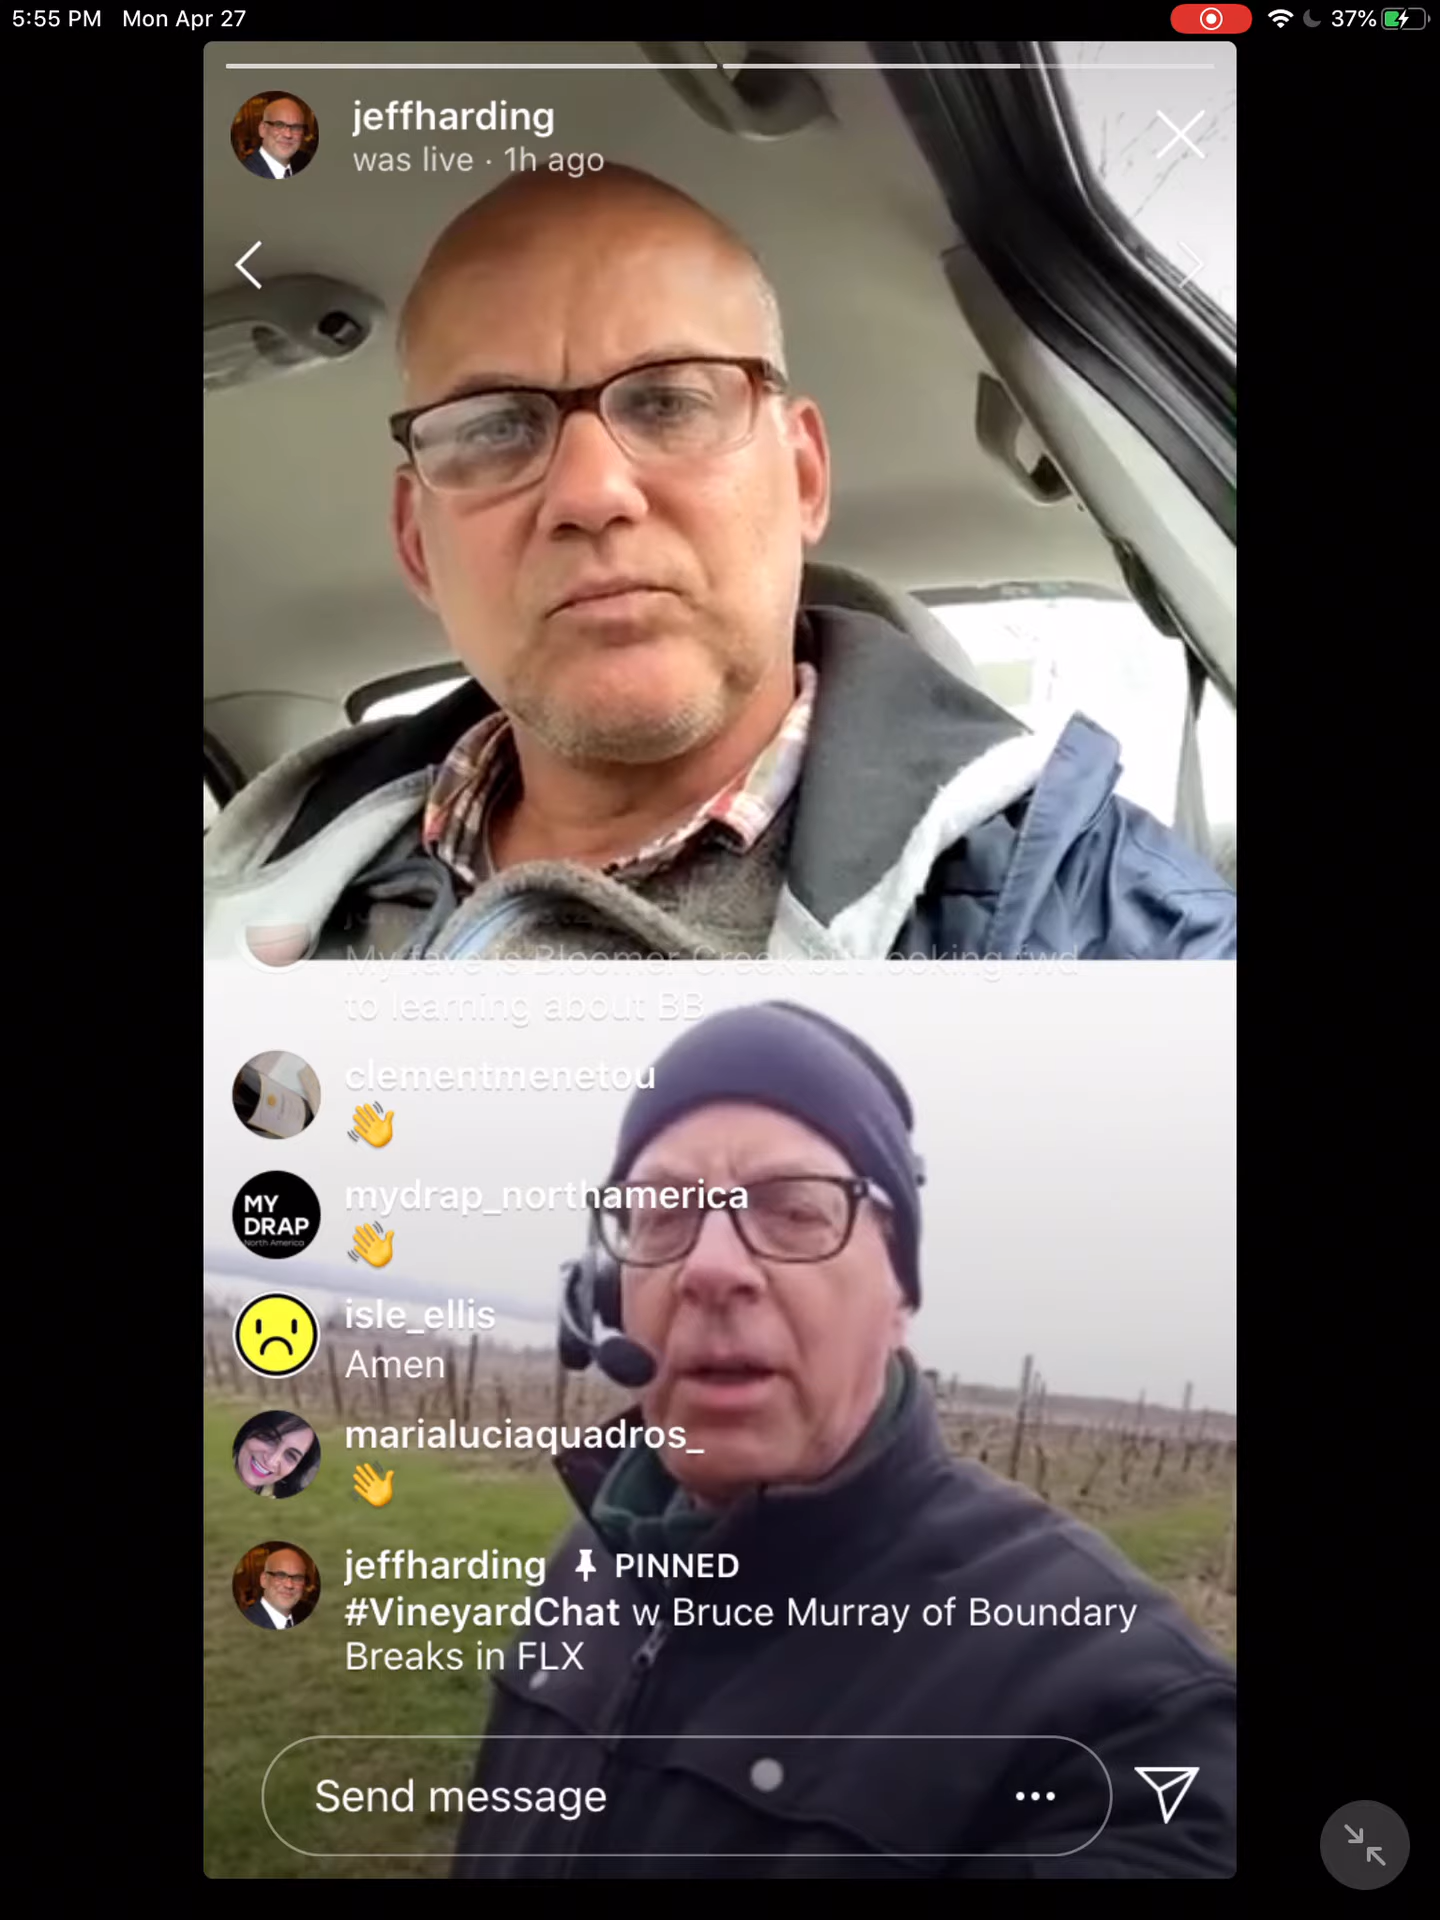 5:55 PM Mon Apr 27
37%
jeffharding
was live · 1h ago
My fave is Bloomer Creek but looking fwd
to learning about BB
clementmenetou
👋
mydrap_northamerica
👋
MY
DRAP
North America
isle_ellis
Amen
marialuciaquadros_
👋
jeffharding PINNED
#VineyardChat w Bruce Murray of Boundary
Breaks in FLX
Send message